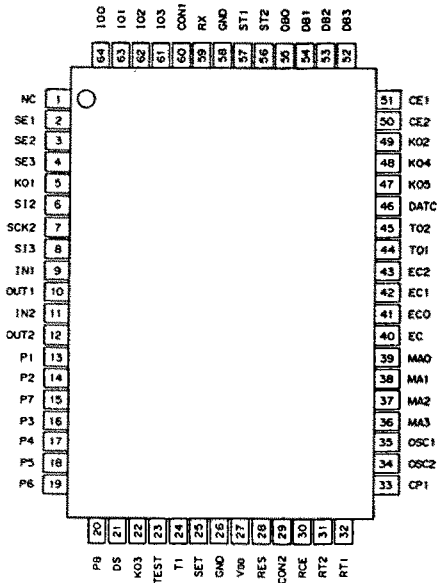 IO0 IO1 IO2 IO3 CON1 RX GND ST1 ST2 DB0 DB1 DB2 DB3
64 63 62 61 60 59 58 57 56 55 54 53 52
NC 1 51 CE1
SE1 2 50 CE2
SE2 3 49 KO2
SE3 4 48 KO4
KO1 5 47 KO5
SI2 6 46 DATC
SCK2 7 45 TO2
SI3 8 44 TO1
IN1 9 43 EC2
OUT1 10 42 EC1
IN2 11 41 EC0
OUT2 12 40 EC
P1 13 39 MA0
P2 14 38 MA1
P7 15 37 MA2
P3 16 36 MA3
P4 17 35 OSC1
P5 18 34 OSC2
P6 19 33 CP1
20 21 22 23 24 25 26 27 28 29 30 31 32
P8 DS KO3 TEST T1 SET GND VDD RES CON2 RCE RT2 RT1